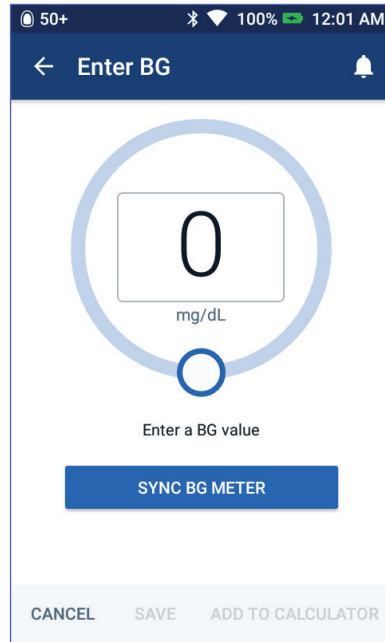 50+ 100% 12:01 AM
Enter BG
0
mg/dL
Enter a BG value
SYNC BG METER
CANCEL SAVE ADD TO CALCULATOR